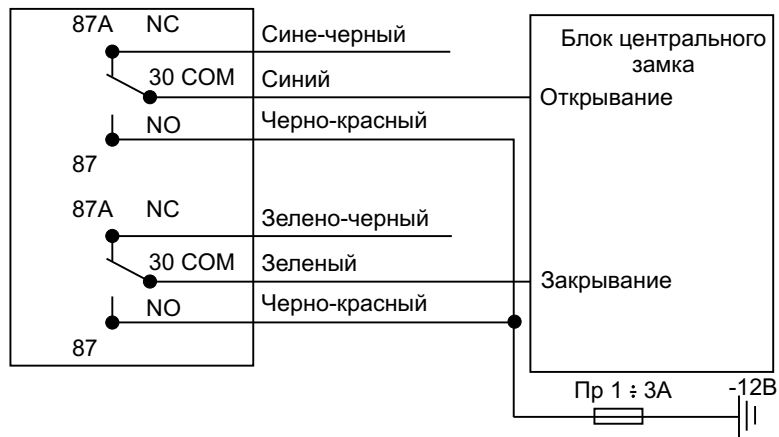 87A NC
Сине-черный
30 COM Синий
NO Черно-красный
87
87A NC
Зелено-черный
30 COM Зеленый
NO Черно-красный
87
Блок центрального
замка
Открывание
Закрывание
Пр 1 ÷ 3А
-12В